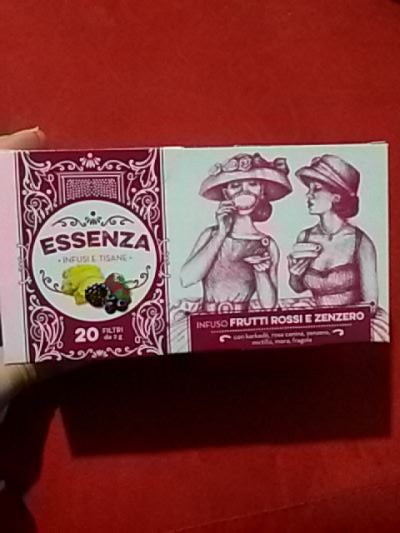 ESSENZA
• INFUSI E TISANE •
20 FILTRI
da 2 g
INFUSO FRUTTI ROSSI E ZENZERO
con karkadè, rosa canina, zenzero,
mirtillo, mora, fragola